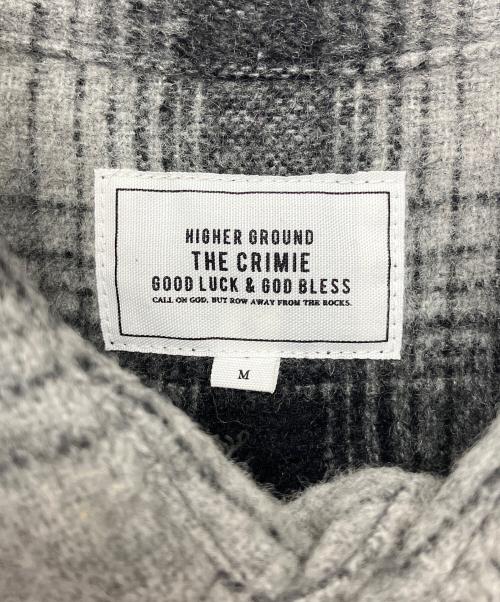 HIGHER GROUND
THE CRIMIE
GOOD LUCK & GOD BLESS
CALL ON GOD, BUT ROW AWAY FROM THE ROCKS.
M